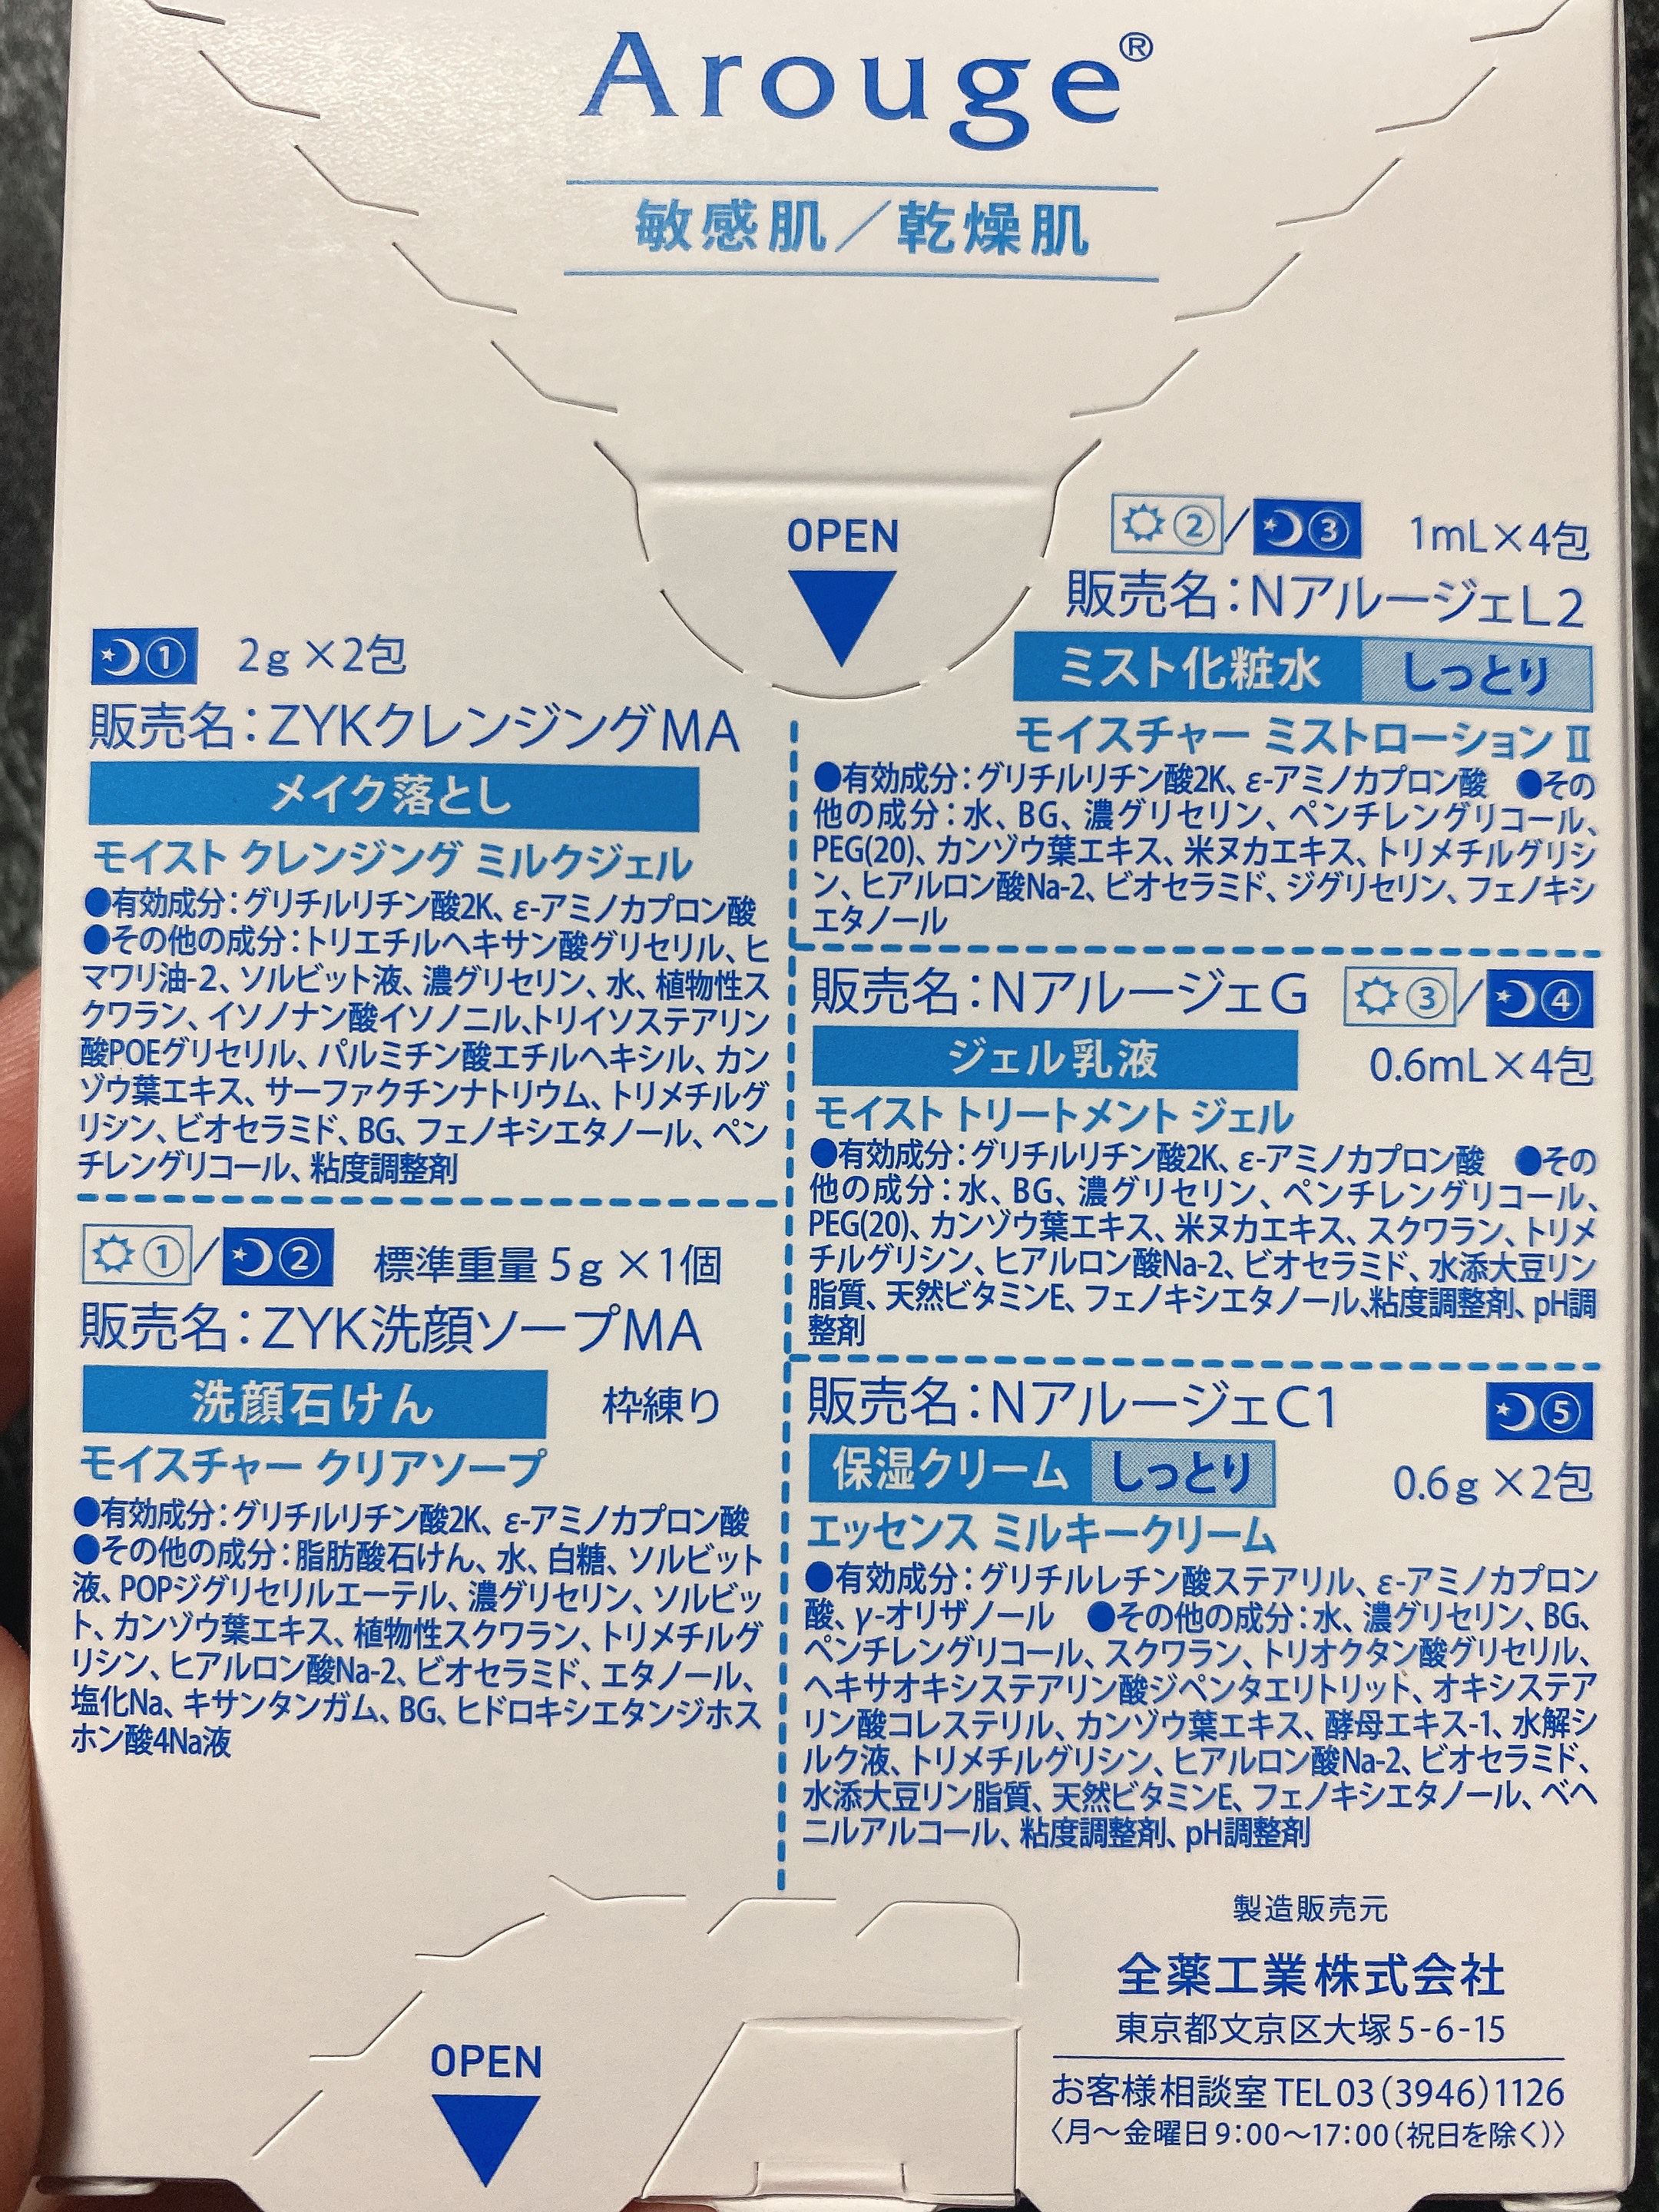 Arouge®
敏感肌／乾燥肌
OPEN
① 2g×2包
販売名：ZYKクレンジングMA
メイク落とし
モイスト クレンジング ミルクジェル
●有効成分：グリチルリチン酸2K、ε-アミノカプロン酸
●その他の成分：トリエチルヘキサン酸グリセリル、ヒ
マワリ油-2、ソルビット液、濃グリセリン、水、植物性ス
クワラン、イソノナン酸イソノニル、トリイソステアリン
酸POEグリセリル、パルミチン酸エチルヘキシル、カン
ゾウ葉エキス、サーファクチンナトリウム、トリメチルグ
リシン、ビオセラミド、BG、フェノキシエタノール、ペン
チレングリコール、粘度調整剤
①/② 標準重量 5g×1個
販売名：ZYK洗顔ソープMA
洗顔石けん 枠練り
モイスチャー クリアソープ
●有効成分：グリチルリチン酸2K、ε-アミノカプロン酸
●その他の成分：脂肪酸石けん、水、白糖、ソルビット
液、POPジグリセリルエーテル、濃グリセリン、ソルビッ
ト、カンゾウ葉エキス、植物性スクワラン、トリメチルグ
リシン、ヒアルロン酸Na-2、ビオセラミド、エタノール、
塩化Na、キサンタンガム、BG、ヒドロキシエタンジホス
ホン酸4Na液
②/③ 1mL×4包
販売名：NアルージェL2
ミスト化粧水 しっとり
モイスチャー ミストローション Ⅱ
●有効成分：グリチルリチン酸2K、ε-アミノカプロン酸 ●その
他の成分：水、BG、濃グリセリン、ペンチレングリコール、
PEG(20)、カンゾウ葉エキス、米ヌカエキス、トリメチルグリシ
ン、ヒアルロン酸Na-2、ビオセラミド、ジグリセリン、フェノキシ
エタノール
販売名：NアルージェG ③/④
ジェル乳液 0.6mL×4包
モイスト トリートメント ジェル
●有効成分：グリチルリチン酸2K、ε-アミノカプロン酸 ●その
他の成分：水、BG、濃グリセリン、ペンチレングリコール、
PEG(20)、カンゾウ葉エキス、米ヌカエキス、スクワラン、トリメ
チルグリシン、ヒアルロン酸Na-2、ビオセラミド、水添大豆リン
脂質、天然ビタミンE、フェノキシエタノール、粘度調整剤、pH調
整剤
販売名：NアルージェC1 ⑤
保湿クリーム しっとり 0.6g×2包
エッセンス ミルキークリーム
●有効成分：グリチルレチン酸ステアリル、ε-アミノカプロン
酸、γ-オリザノール ●その他の成分：水、濃グリセリン、BG、
ペンチレングリコール、スクワラン、トリオクタン酸グリセリル、
ヘキサオキシステアリン酸ジペンタエリトリット、オキシステア
リン酸コレステリル、カンゾウ葉エキス、酵母エキス-1、水解シ
ルク液、トリメチルグリシン、ヒアルロン酸Na-2、ビオセラミド、
水添大豆リン脂質、天然ビタミンE、フェノキシエタノール、ベヘ
ニルアルコール、粘度調整剤、pH調整剤
製造販売元
全薬工業株式会社
東京都文京区大塚5-6-15
お客様相談室 TEL03(3946)1126
〈月〜金曜日9：00〜17：00(祝日を除く)〉
OPEN